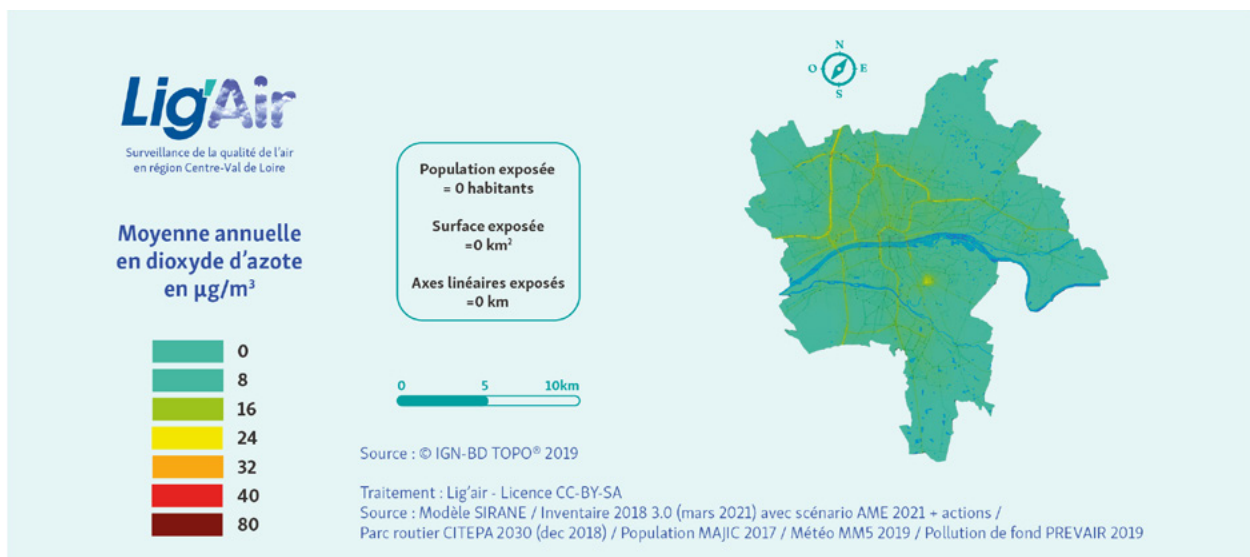 Lig'Air
Surveillance de la qualité de l'air
en région Centre-Val de Loire
Moyenne annuelle
en dioxyde d'azote
en µg/m³
0
8
16
24
32
40
80
Population exposée
= 0 habitants
Surface exposée
=0 km²
Axes linéaires exposés
=0 km
0 5 10km
N
O E
S
Source : © IGN-BD TOPO® 2019
Traitement : Lig'air - Licence CC-BY-SA
Source : Modèle SIRANE / Inventaire 2018 3.0 (mars 2021) avec scénario AME 2021 + actions /
Parc routier CITEPA 2030 (dec 2018) / Population MAJIC 2017 / Météo MM5 2019 / Pollution de fond PREVAIR 2019